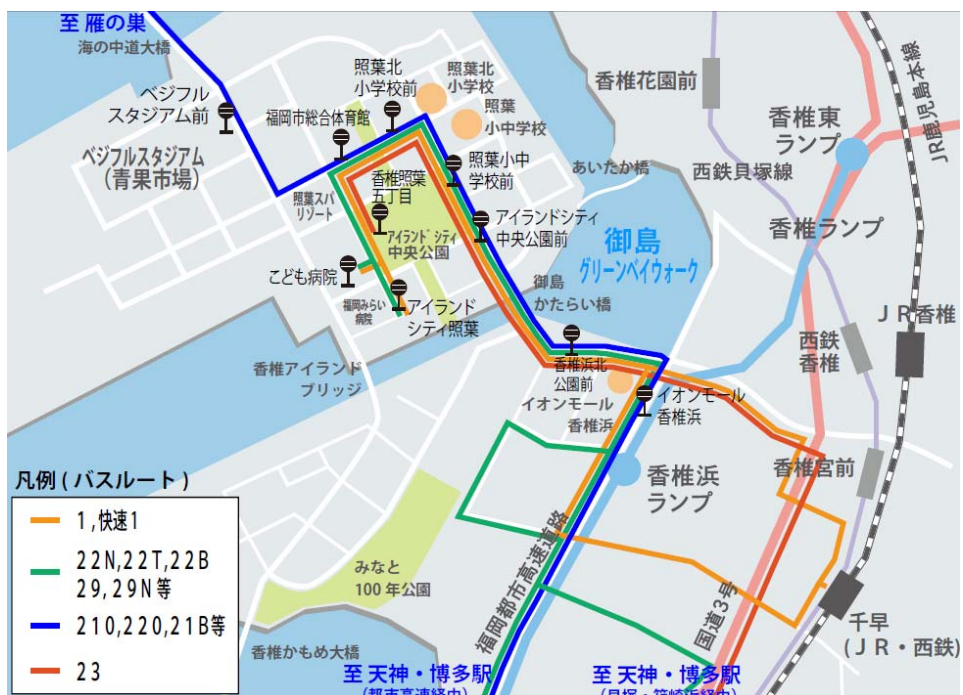 至 雁の巣
海の中道大橋
ベジフル
スタジアム前
ベジフルスタジアム
(青果市場)
福岡市総合体育館
照葉北
小学校前
照葉北
小学校
照葉
小中学校
照葉小中
学校前
香椎照葉
五丁目
照葉スパ
リゾート
アイランドシティ
中央公園
アイランドシティ
中央公園前
こども病院
福岡みらい
病院
アイランド
シティ照葉
あいたか橋
御島
グリーンベイウォーク
御島
かたらい橋
香椎アイランド
ブリッジ
香椎浜北
公園前
イオンモール
香椎浜
イオンモール
香椎浜
香椎浜
ランプ
香椎花園前
西鉄貝塚線
香椎東
ランプ
香椎ランプ
JR鹿児島本線
JR香椎
西鉄
香椎
香椎宮前
千早
(JR・西鉄)
国道3号
福岡都市高速道路
みなと
100年公園
香椎かもめ大橋
凡例(バスルート)
1,快速1
22N,22T,22B
29,29N等
210,220,21B等
23
至 天神・博多駅
(都市高速経由)
至 天神・博多駅
(貝塚・箱崎浜経由)